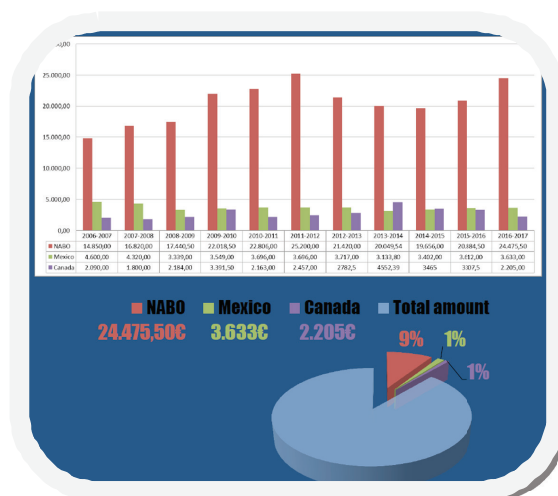 30.000,00
25.000,00
20.000,00
15.000,00
10.000,00
5.000,00
0,00
2006-2007 2007-2008 2008-2009 2009-2010 2010-2011 2011-2012 2012-2013 2013-2014 2014-2015 2015-2016 2016-2017
NABO 14.850,00 16.820,00 17.440,50 22.018,50 22.806,00 25.200,00 21.420,00 20.049,54 19.656,00 20.884,50 24.475,50
Mexico 4.600,00 4.320,00 3.339,00 3.549,00 3.696,00 3.696,00 3.717,00 3.133,80 3.402,00 3.612,00 3.633,00
Canada 2.090,00 1.800,00 2.184,00 3.391,50 2.163,00 2.457,00 2782,5 4552,39 3465 3307,5 2.205,00
NABO Mexico Canada Total amount
24.475,50€ 3.633€ 2.205€
9% 1%
1%